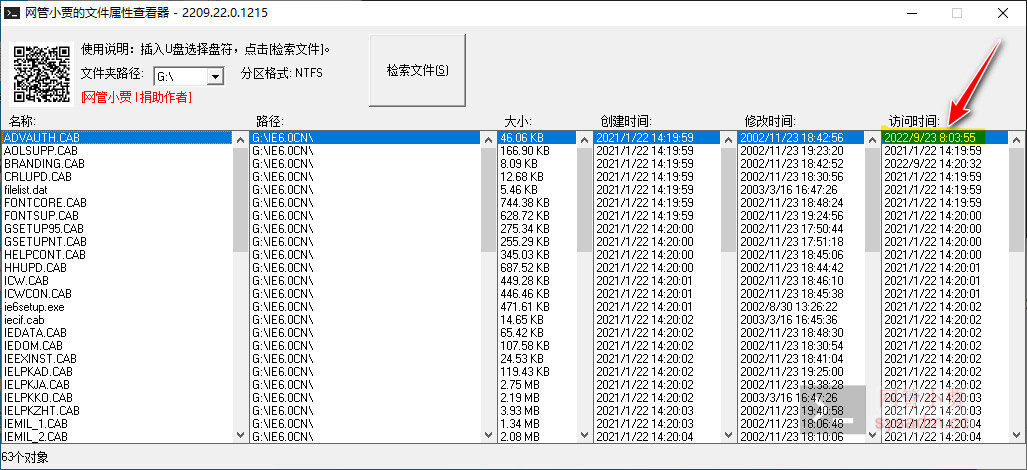 网管小贾的文件属性查看器 - 2209.22.0.1215
使用说明：插入U盘选择盘符，点击[检索文件]。
文件夹路径: G:\ 分区格式: NTFS
[网管小贾 | 捐助作者]
检索文件(S)
名称: 路径: 大小: 创建时间: 修改时间: 访问时间:
ADVAUTH.CAB G:\IE6.0CN\ 46.06 KB 2021/1/22 14:19:59 2002/11/23 18:42:56 2022/9/23 8:03:55
AOLSUPP.CAB G:\IE6.0CN\ 166.90 KB 2021/1/22 14:19:59 2002/11/23 19:23:20 2021/1/22 14:19:59
BRANDING.CAB G:\IE6.0CN\ 8.09 KB 2021/1/22 14:19:59 2002/11/23 18:42:52 2022/9/22 14:20:32
CRLUPD.CAB G:\IE6.0CN\ 12.68 KB 2021/1/22 14:19:59 2002/11/23 18:30:56 2021/1/22 14:19:59
filelist.dat G:\IE6.0CN\ 5.46 KB 2021/1/22 14:19:59 2003/3/16 16:47:26 2021/1/22 14:19:59
FONTCORE.CAB G:\IE6.0CN\ 744.38 KB 2021/1/22 14:19:59 2002/11/23 18:48:24 2021/1/22 14:19:59
FONTSUP.CAB G:\IE6.0CN\ 628.72 KB 2021/1/22 14:19:59 2002/11/23 19:24:56 2021/1/22 14:20:00
GSETUP95.CAB G:\IE6.0CN\ 275.34 KB 2021/1/22 14:20:00 2002/11/23 17:50:44 2021/1/22 14:20:00
GSETUPNT.CAB G:\IE6.0CN\ 255.29 KB 2021/1/22 14:20:00 2002/11/23 17:51:18 2021/1/22 14:20:00
HELPCONT.CAB G:\IE6.0CN\ 345.03 KB 2021/1/22 14:20:00 2002/11/23 18:45:06 2021/1/22 14:20:00
HHUPD.CAB G:\IE6.0CN\ 687.52 KB 2021/1/22 14:20:00 2002/11/23 18:44:42 2021/1/22 14:20:01
ICW.CAB G:\IE6.0CN\ 449.28 KB 2021/1/22 14:20:01 2002/11/23 18:46:10 2021/1/22 14:20:01
ICWCON.CAB G:\IE6.0CN\ 446.46 KB 2021/1/22 14:20:01 2002/11/23 18:45:38 2021/1/22 14:20:01
ie6setup.exe G:\IE6.0CN\ 471.61 KB 2021/1/22 14:20:01 2002/8/30 13:26:22 2021/1/22 14:20:02
iecif.cab G:\IE6.0CN\ 14.65 KB 2021/1/22 14:20:02 2003/3/16 16:45:36 2021/1/22 14:20:02
IEDATA.CAB G:\IE6.0CN\ 65.42 KB 2021/1/22 14:20:02 2002/11/23 18:48:30 2021/1/22 14:20:02
IEDOM.CAB G:\IE6.0CN\ 107.58 KB 2021/1/22 14:20:02 2002/11/23 18:30:54 2021/1/22 14:20:02
IEEXINST.CAB G:\IE6.0CN\ 24.53 KB 2021/1/22 14:20:02 2002/11/23 18:41:04 2021/1/22 14:20:02
IELPKAD.CAB G:\IE6.0CN\ 119.43 KB 2021/1/22 14:20:02 2002/11/23 19:25:00 2021/1/22 14:20:02
IELPKJA.CAB G:\IE6.0CN\ 2.75 MB 2021/1/22 14:20:02 2002/11/23 19:38:28 2021/1/22 14:20:02
IELPKKO.CAB G:\IE6.0CN\ 2.19 MB 2021/1/22 14:20:02 2003/3/16 16:47:26 2021/1/22 14:20:03
IELPKZHT.CAB G:\IE6.0CN\ 3.93 MB 2021/1/22 14:20:03 2002/11/23 19:40:58 2021/1/22 14:20:03
IEMIL_1.CAB G:\IE6.0CN\ 1.34 MB 2021/1/22 14:20:03 2002/11/23 18:06:48 2021/1/22 14:20:04
IEMIL_2.CAB G:\IE6.0CN\ 2.08 MB 2021/1/22 14:20:04 2002/11/23 18:10:06 2021/1/22 14:20:04
63个对象